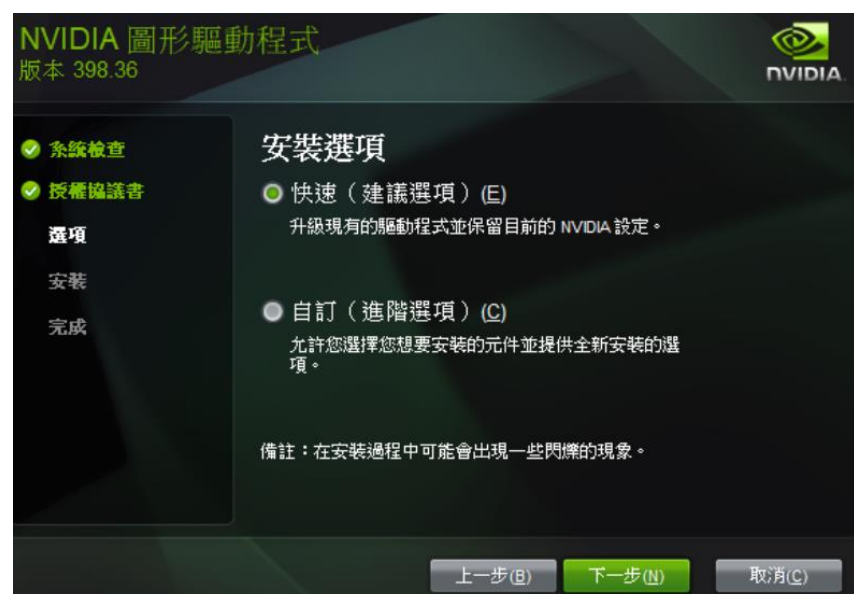 NVIDIA 圖形驅動程式
版本 398.36
NVIDIA.
系統檢查
授權協議書
選項
安裝
完成
安裝選項
快速（建議選項）(E)
升級現有的驅動程式並保留目前的 NVIDIA 設定。
自訂（進階選項）(C)
允許您選擇您想要安裝的元件並提供全新安裝的選
項。
備註：在安裝過程中可能會出現一些閃爍的現象。
上一步(B)
下一步(N)
取消(C)